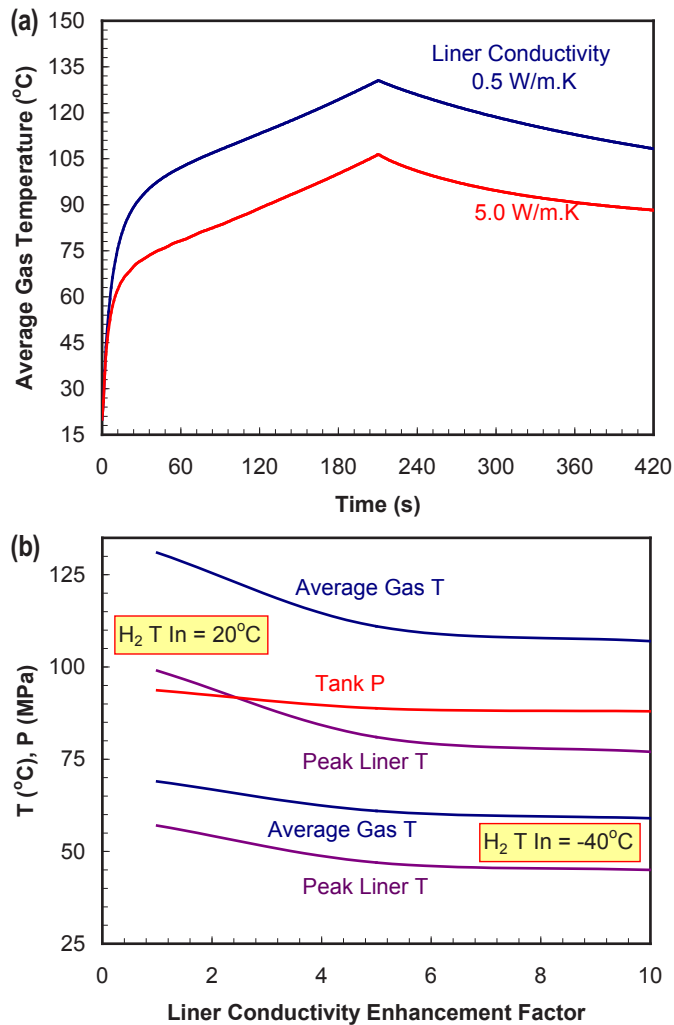 (a)
150
135
120
105
90
75
60
45
30
15
Average Gas Temperature (°C)
Liner Conductivity
0.5 W/m.K
5.0 W/m.K
0 60 120 180 240 300 360 420
Time (s)
(b)
125
100
75
50
25
T (°C), P (MPa)
Average Gas T
H₂ T In = 20°C
Tank P
Peak Liner T
Average Gas T
H₂ T In = -40°C
Peak Liner T
0 2 4 6 8 10
Liner Conductivity Enhancement Factor